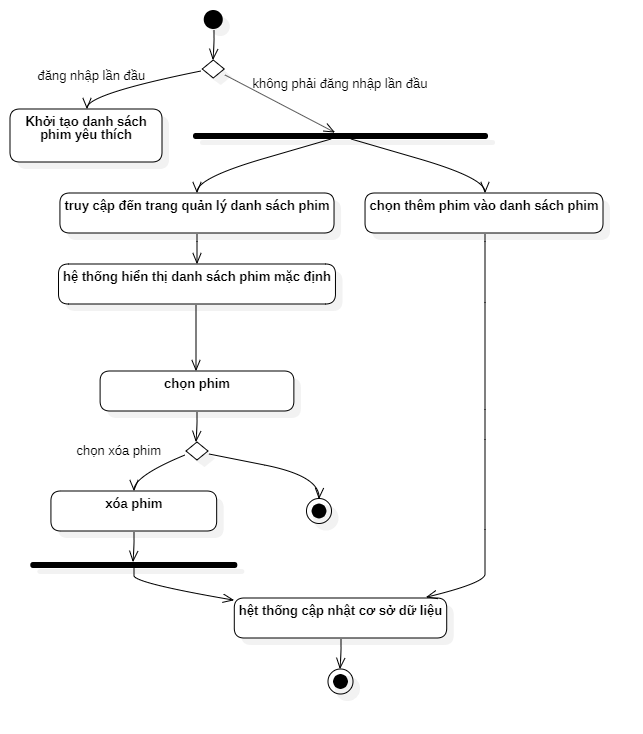 đăng nhập lần đầu
không phải đăng nhập lần đầu
Khởi tạo danh sách
phim yêu thích
truy cập đến trang quản lý danh sách phim
chọn thêm phim vào danh sách phim
hệ thống hiển thị danh sách phim mặc định
chọn phim
chọn xóa phim
xóa phim
hệt thống cập nhật cơ sở dữ liệu